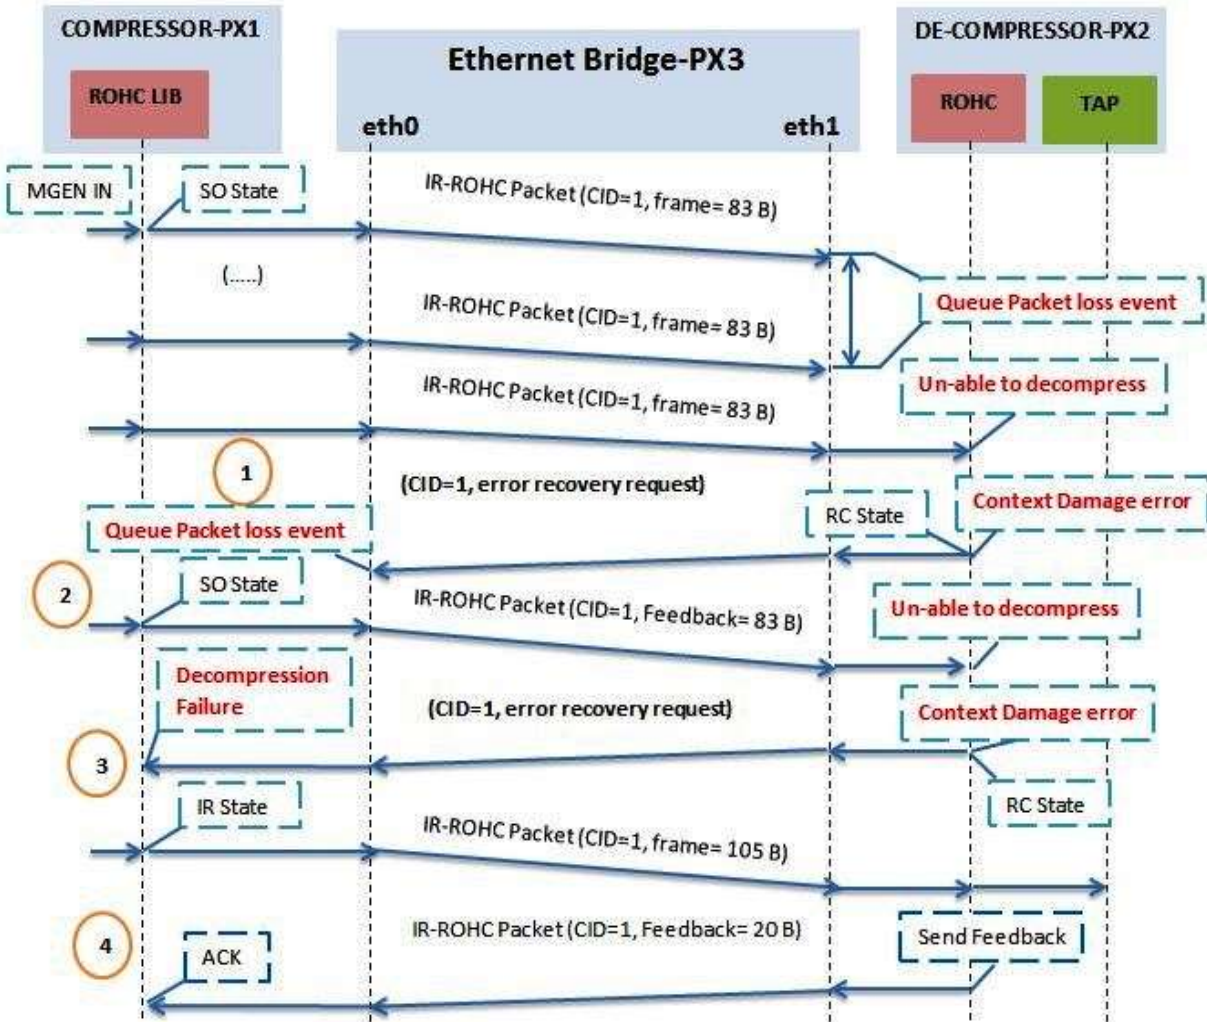 COMPRESSOR-PX1
ROHC LIB
Ethernet Bridge-PX3
eth0
eth1
DE-COMPRESSOR-PX2
ROHC
TAP
MGEN IN
SO State
IR-ROHC Packet (CID=1, frame= 83 B)
(.....)
Queue Packet loss event
IR-ROHC Packet (CID=1, frame= 83 B)
Un-able to decompress
IR-ROHC Packet (CID=1, frame= 83 B)
1
(CID=1, error recovery request)
Context Damage error
RC State
Queue Packet loss event
2
SO State
IR-ROHC Packet (CID=1, Feedback= 83 B)
Un-able to decompress
Decompression
Failure
(CID=1, error recovery request)
Context Damage error
3
IR State
RC State
IR-ROHC Packet (CID=1, frame= 105 B)
4
IR-ROHC Packet (CID=1, Feedback= 20 B)
Send Feedback
ACK